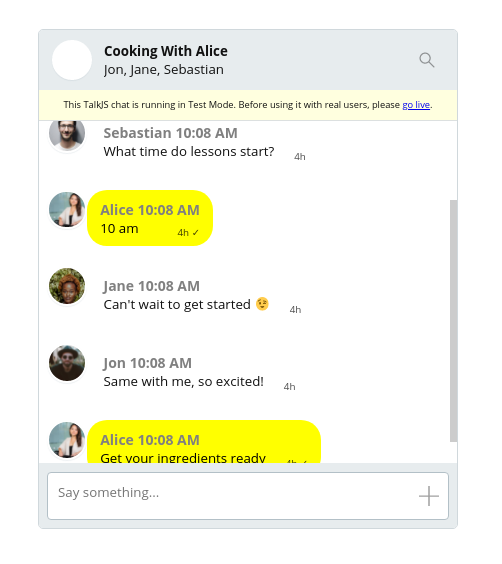 Cooking With Alice
Jon, Jane, Sebastian
This TalkJS chat is running in Test Mode. Before using it with real users, please go live.
Sebastian 10:08 AM
What time do lessons start? 4h
Alice 10:08 AM
10 am 4h ✓
Jane 10:08 AM
Can't wait to get started 😉 4h
Jon 10:08 AM
Same with me, so excited! 4h
Alice 10:08 AM
Get your ingredients ready 4h ✓
Say something...